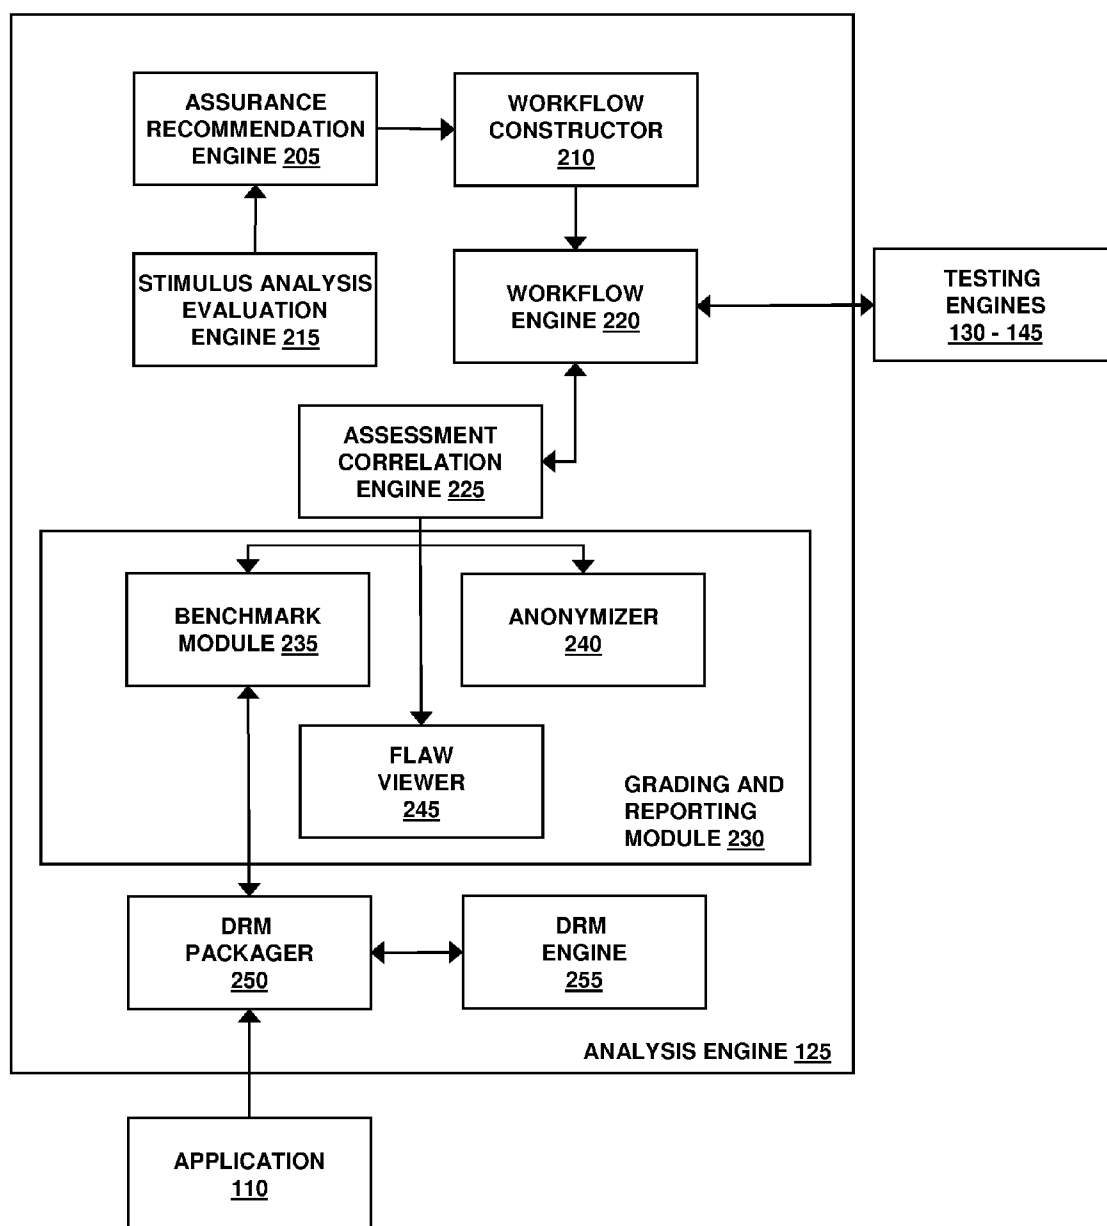 ASSURANCE
RECOMMENDATION
ENGINE 205
WORKFLOW
CONSTRUCTOR
210
STIMULUS ANALYSIS
EVALUATION
ENGINE 215
WORKFLOW
ENGINE 220
TESTING
ENGINES
130 - 145
ASSESSMENT
CORRELATION
ENGINE 225
BENCHMARK
MODULE 235
ANONYMIZER
240
FLAW
VIEWER
245
GRADING AND
REPORTING
MODULE 230
DRM
PACKAGER
250
DRM
ENGINE
255
ANALYSIS ENGINE 125
APPLICATION
110